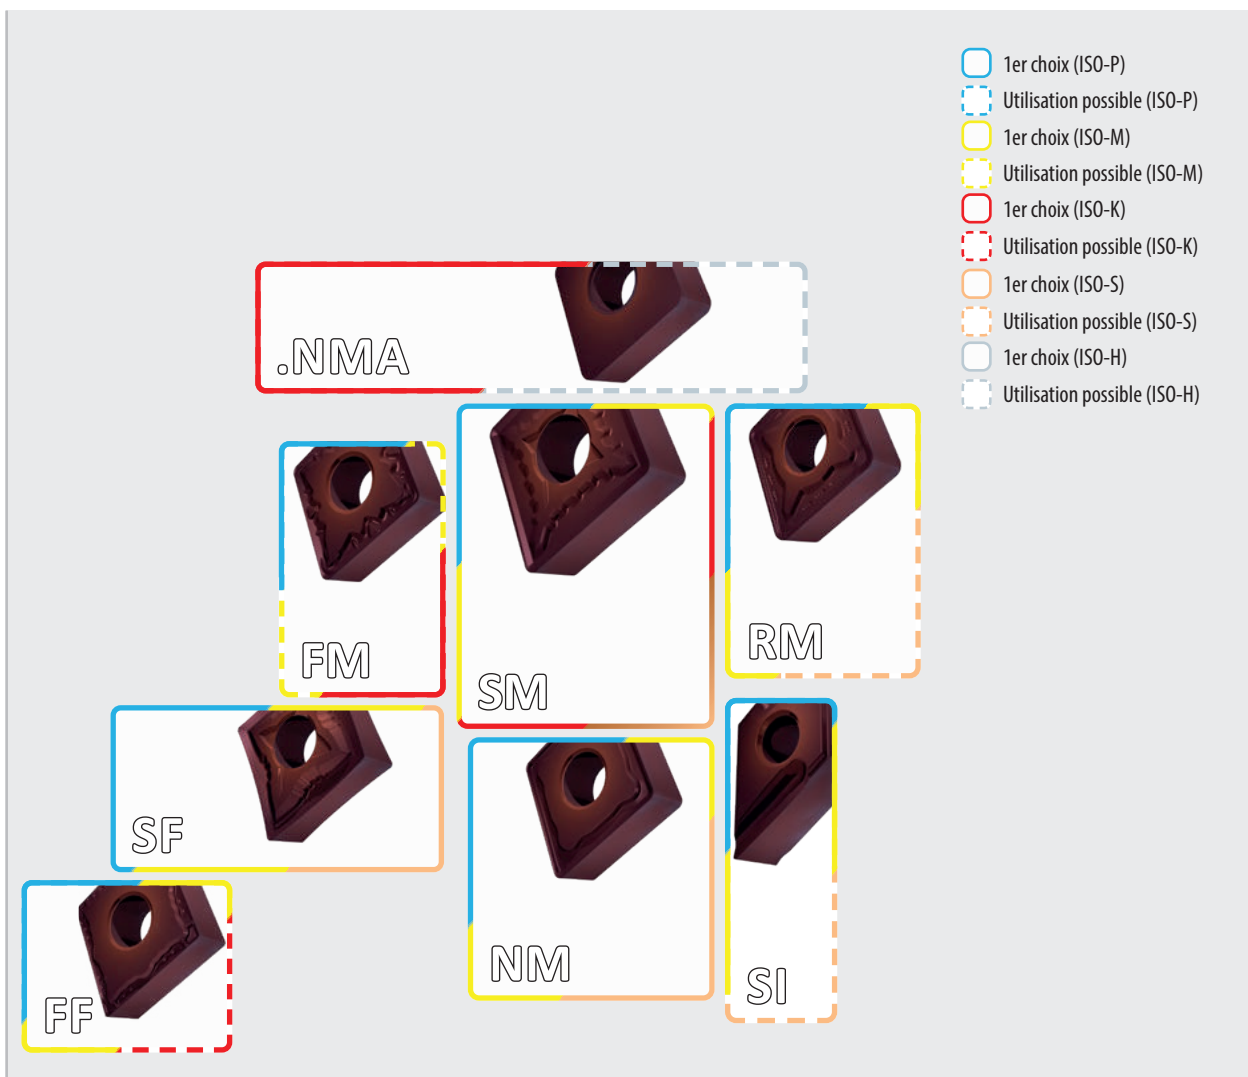 1er choix (ISO-P)
Utilisation possible (ISO-P)
1er choix (ISO-M)
Utilisation possible (ISO-M)
1er choix (ISO-K)
Utilisation possible (ISO-K)
1er choix (ISO-S)
Utilisation possible (ISO-S)
1er choix (ISO-H)
Utilisation possible (ISO-H)
.NMA
FM
SM
RM
SF
NM
SI
FF